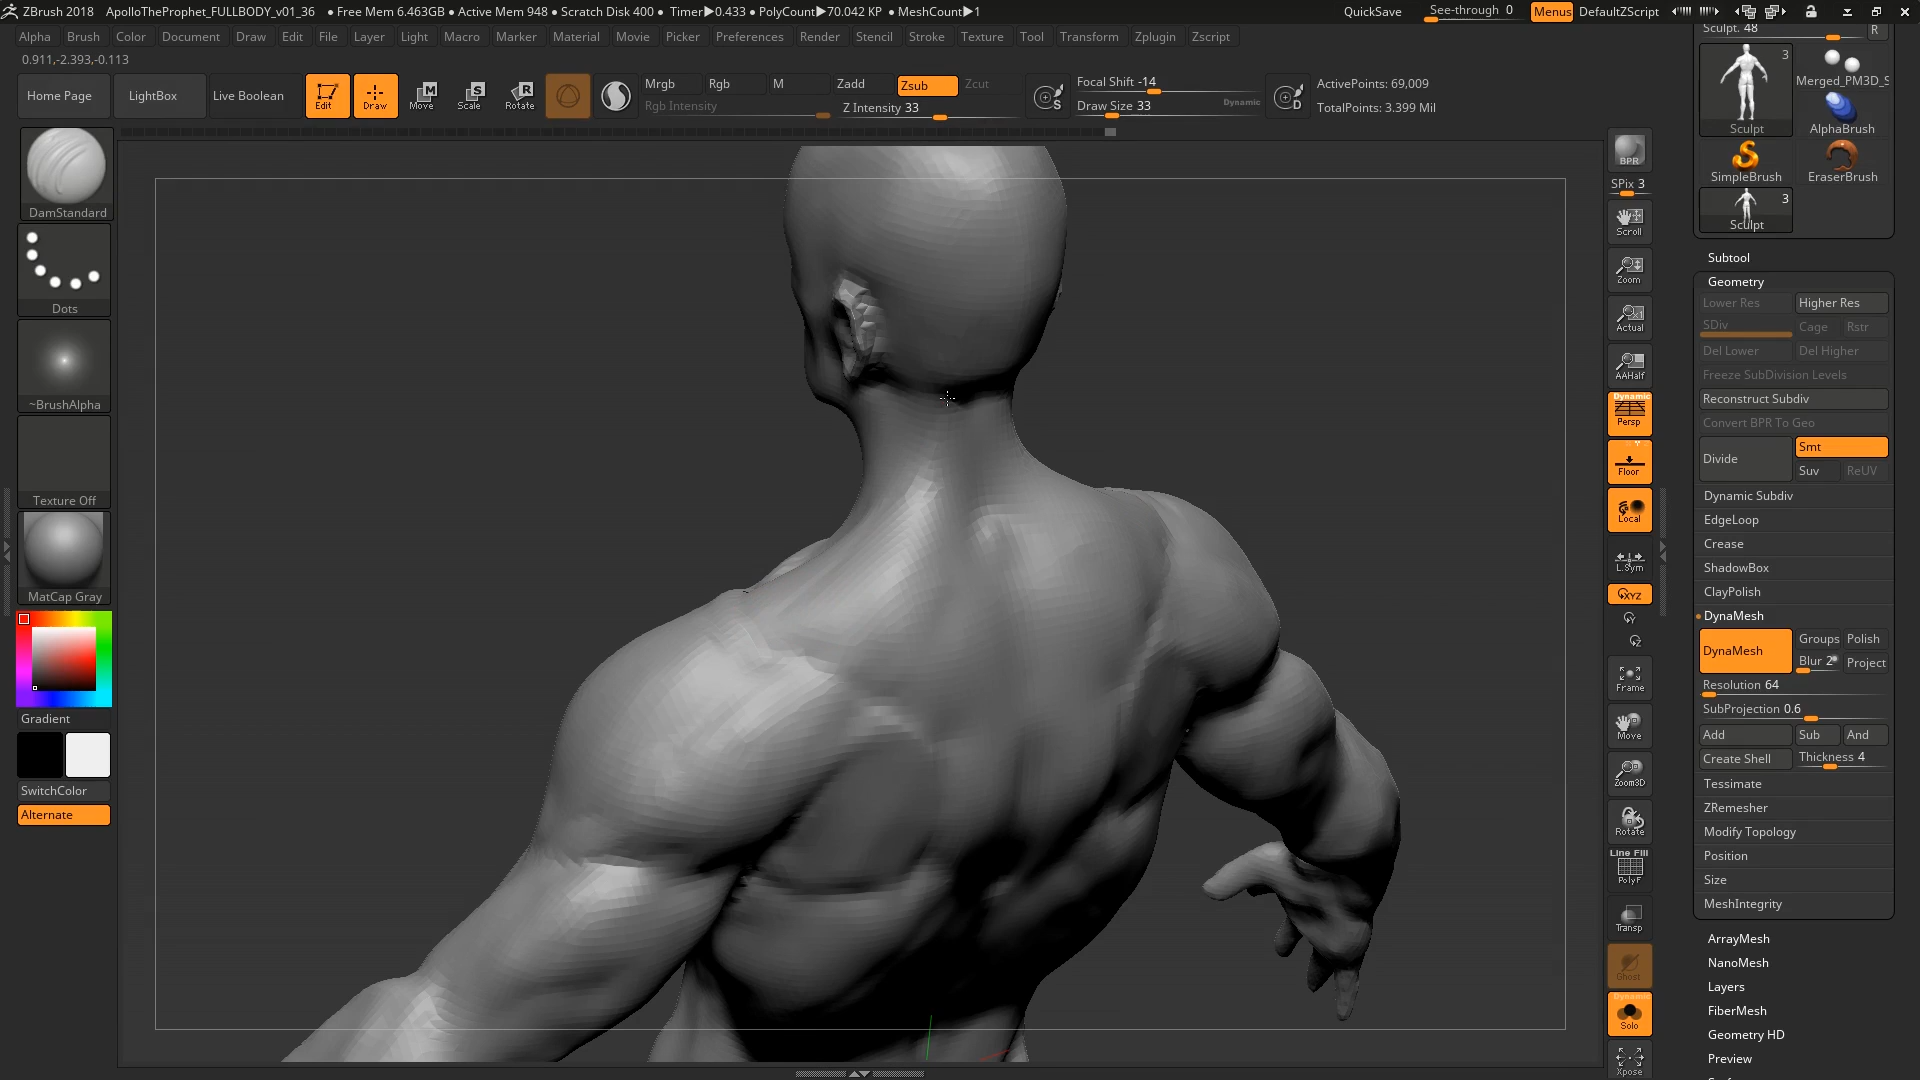 ZBrush 2018 ApolloTheProphet_FULLBODY_v01_36 ● Free Mem 6.463GB ● Active Mem 948 ● Scratch Disk 400 ● Timer▶0.433 ● PolyCount▶70.042 KP ● MeshCount▶1 QuickSave See-through 0 Menus DefaultZScript
Alpha Brush Color Document Draw Edit File Layer Light Macro Marker Material Movie Picker Preferences Render Stencil Stroke Texture Tool Transform Zplugin Zscript
0.911,-2.393,-0.113
Home Page LightBox Live Boolean Edit Draw Move Scale Rotate
Mrgb Rgb M Zadd Zsub Zcut
Rgb Intensity Z Intensity 33
Focal Shift -14
Draw Size 33 Dynamic
ActivePoints: 69,009
TotalPoints: 3.399 Mil
DamStandard
Dots
~BrushAlpha
Texture Off
MatCap Gray
Gradient
SwitchColor
Alternate
BPR
SPix 3
Scroll
Zoom
Actual
AAHalf
Dynamic
Persp
Floor
Local
L.Sym
XYZ
Y
Z
Frame
Move
Zoom3D
Rotate
Line Fill
PolyF
Transp
Ghost
Dynamic
Solo
Xpose
Sculpt. 48 R
3
Merged_PM3D_S
Sculpt AlphaBrush
SimpleBrush EraserBrush
3
Sculpt
Subtool
Geometry
Lower Res Higher Res
SDiv Cage Rstr
Del Lower Del Higher
Freeze SubDivision Levels
Reconstruct Subdiv
Convert BPR To Geo
Divide Smt
Suv ReUV
Dynamic Subdiv
EdgeLoop
Crease
ShadowBox
ClayPolish
DynaMesh
DynaMesh Groups Polish
Blur 2 Project
Resolution 64
SubProjection 0.6
Add Sub And
Create Shell Thickness 4
Tessimate
ZRemesher
Modify Topology
Position
Size
MeshIntegrity
ArrayMesh
NanoMesh
Layers
FiberMesh
Geometry HD
Preview